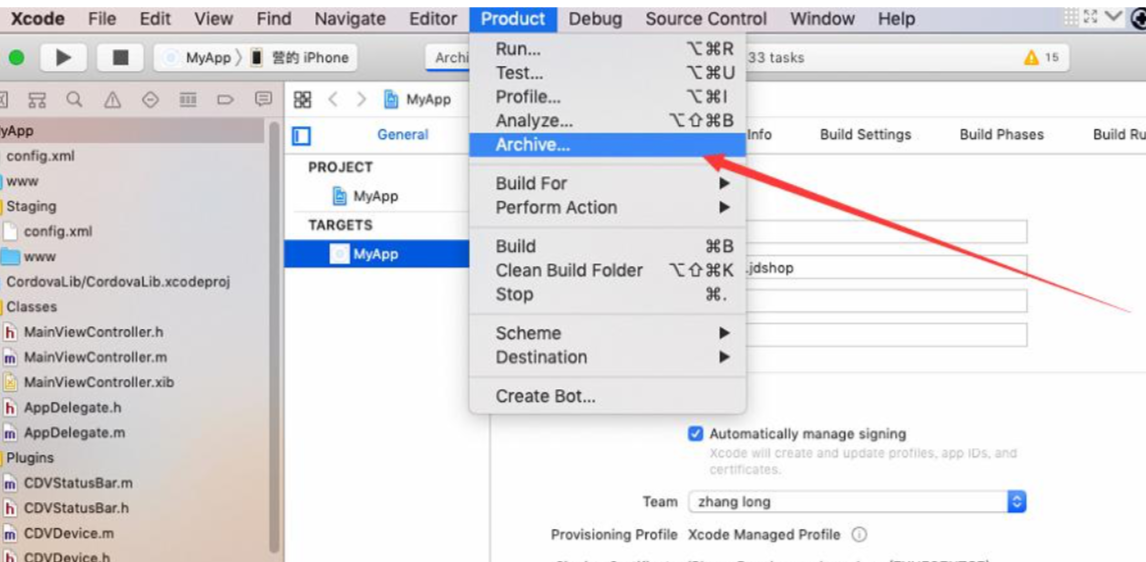 Xcode File Edit View Find Navigate Editor Product Debug Source Control Window Help
MyApp 〉 营的 iPhone
Archi
33 tasks
15
MyApp
General
Info Build Settings Build Phases Build Ru
yApp
config.xml
www
Staging
config.xml
www
CordovaLib/CordovaLib.xcodeproj
Classes
MainViewController.h
MainViewController.m
MainViewController.xib
AppDelegate.h
AppDelegate.m
Plugins
CDVStatusBar.m
CDVStatusBar.h
CDVDevice.m
CDVDevice.h
PROJECT
MyApp
TARGETS
MyApp
Run... ⌥⌘R
Test... ⌥⌘U
Profile... ⌥⌘I
Analyze... ⌥⇧⌘B
Archive...
Build For ▶
Perform Action ▶
Build ⌘B
Clean Build Folder ⌥⇧⌘K
Stop ⌘.
Scheme ▶
Destination ▶
Create Bot...
.jdshop
Automatically manage signing
Xcode will create and update profiles, app IDs, and
certificates.
Team zhang long
Provisioning Profile Xcode Managed Profile